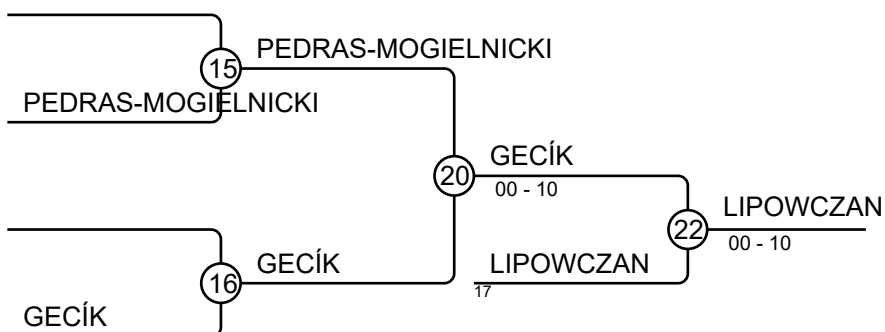 PEDRAS-MOGIELNICKI
15
PEDRAS-MOGIELNICKI
GECÍK
20
00 - 10
LIPOWCZAN
22
00 - 10
GECÍK
16
LIPOWCZAN
17
GECÍK